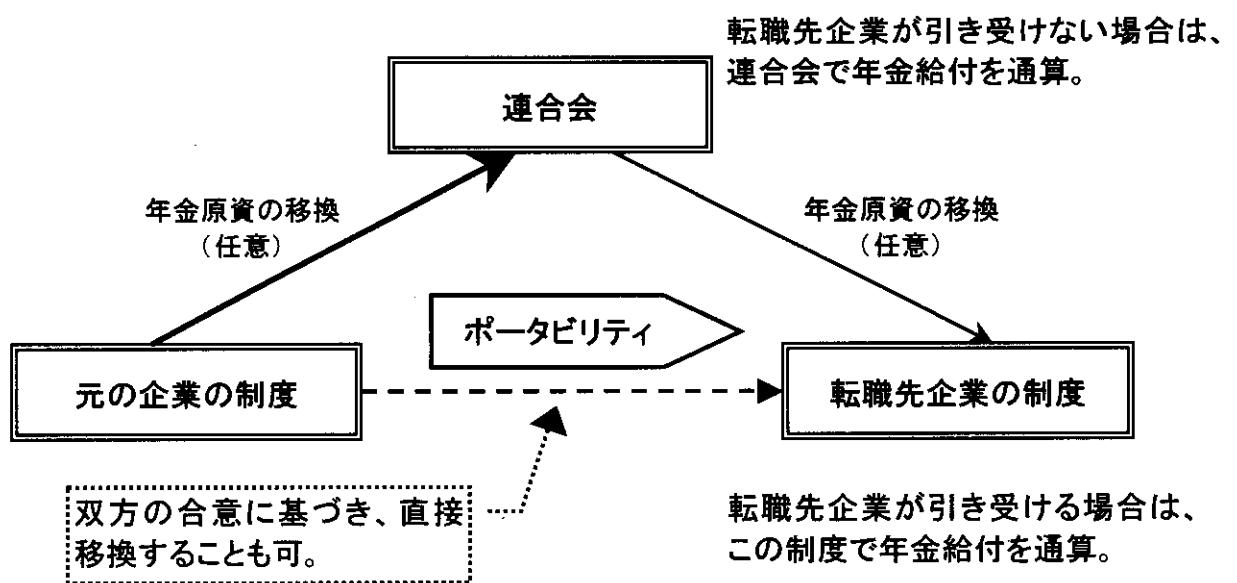 転職先企業が引き受けない場合は、
連合会で年金給付を通算。
連合会
年金原資の移換
（任意）
年金原資の移換
（任意）
ポータビリティ
元の企業の制度
転職先企業の制度
双方の合意に基づき、直接
移換することも可。
転職先企業が引き受ける場合は、
この制度で年金給付を通算。